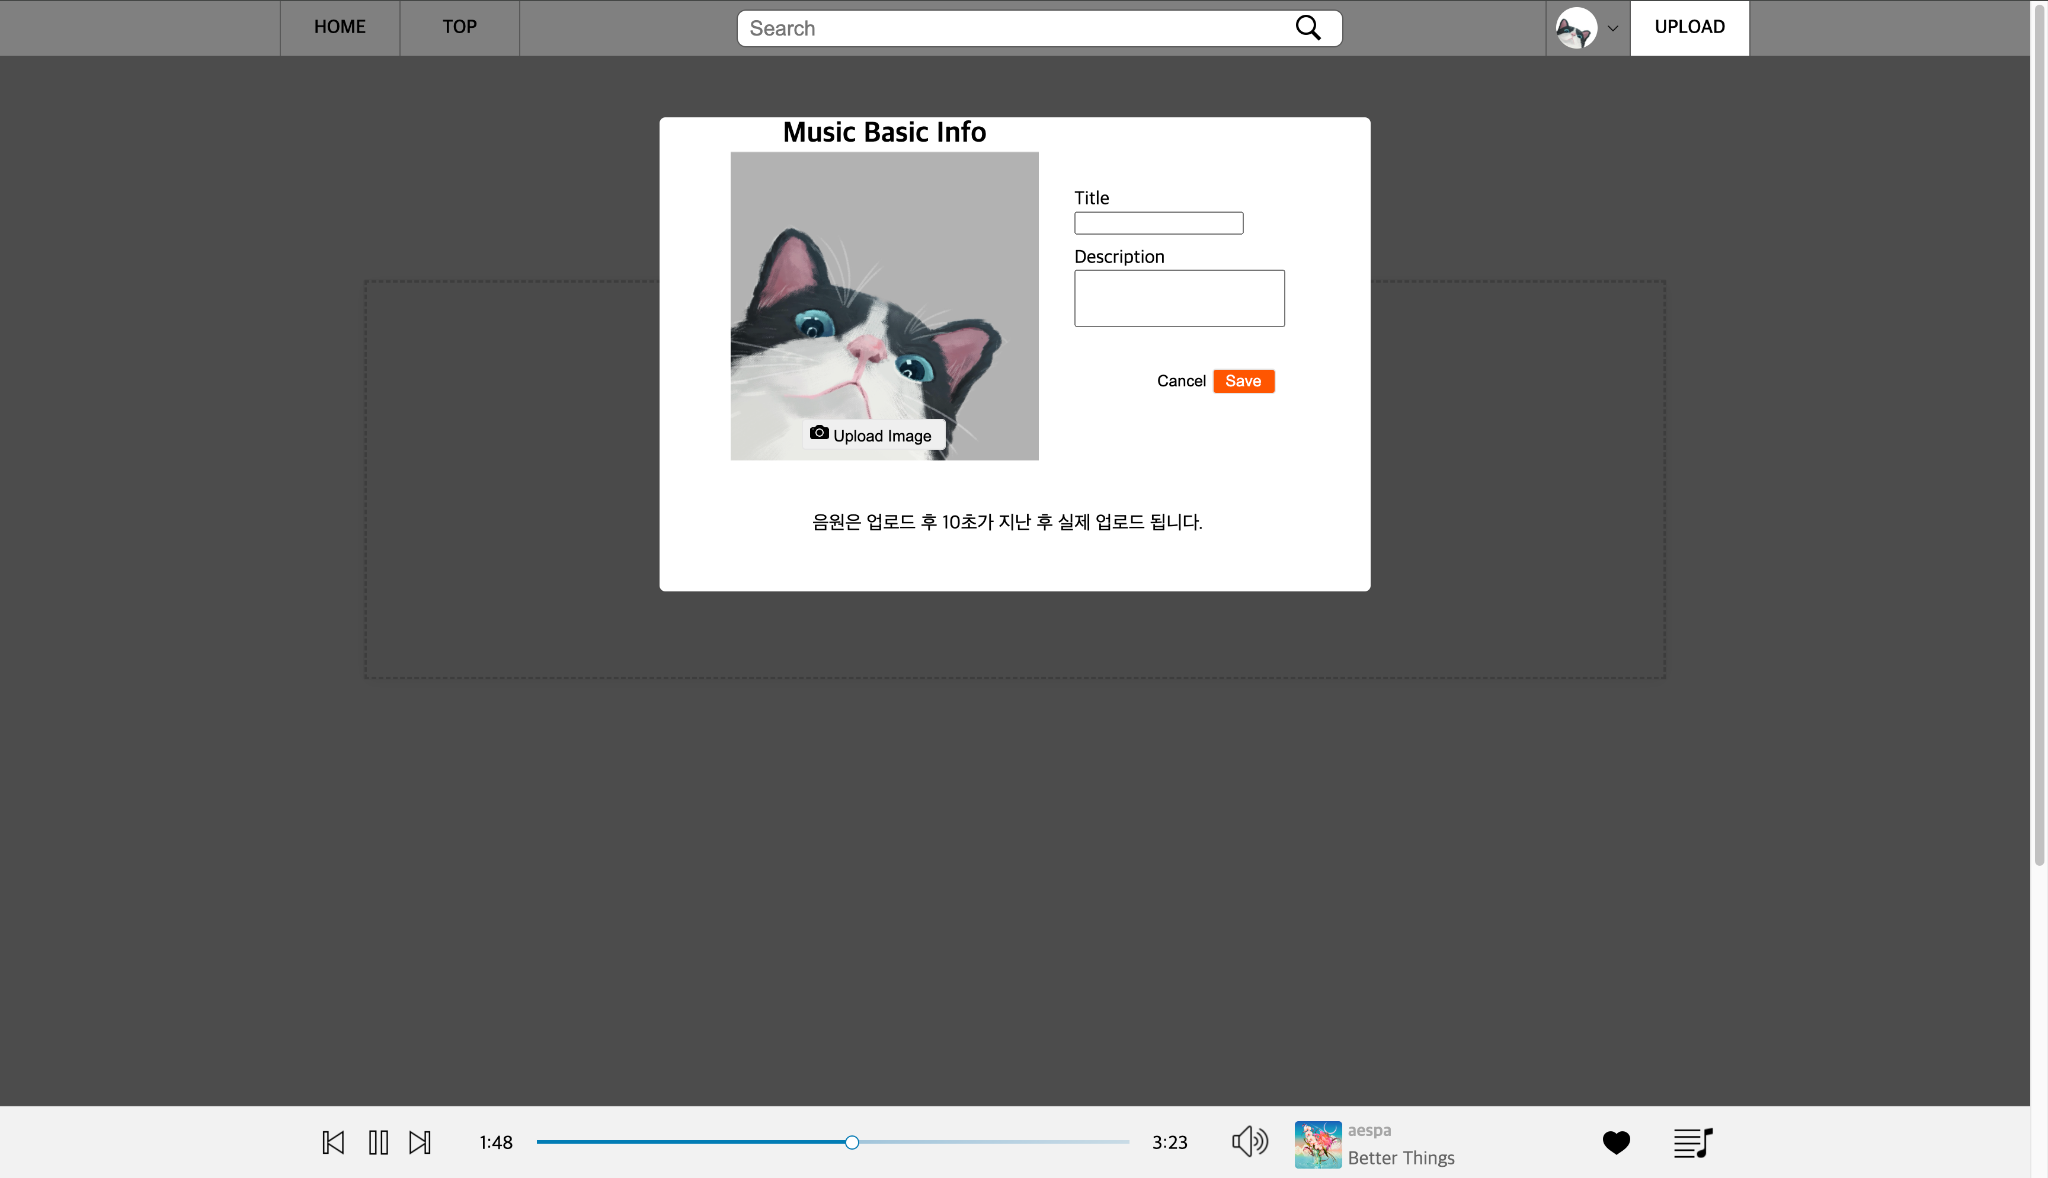 HOME
TOP
Search
UPLOAD
Music Basic Info
Title
Description
Cancel
Save
Upload Image
음원은 업로드 후 10초가 지난 후 실제 업로드 됩니다.
1:48
3:23
aespa
Better Things